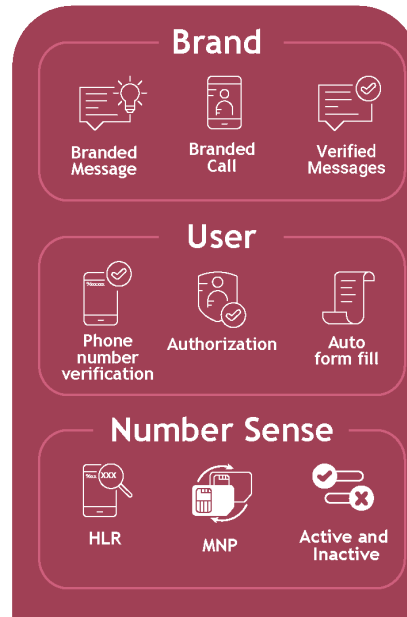 Brand
Branded
Message
Branded
Call
Verified
Messages
User
Phone
number
verification
Authorization
Auto
form fill
Number Sense
XXX
HLR
MNP
Active and
Inactive